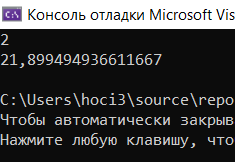 Консоль отладки Microsoft Vis
2
21,899494936611667
C:\Users\hoci3\source\repo
Чтобы автоматически закрыв
Нажмите любую клавишу, что